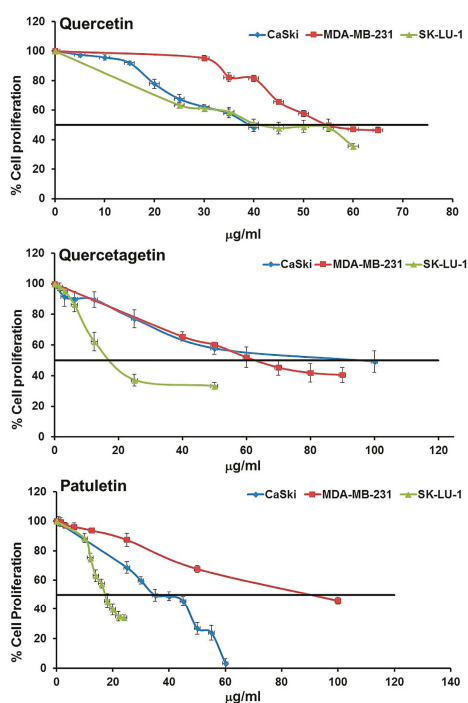 Quercetin
CaSki MDA-MB-231 SK-LU-1
% Cell proliferation
120
100
80
60
40
20
0
0 10 20 30 40 50 60 70 80
µg/ml
Quercetagetin
CaSki MDA-MB-231 SK-LU-1
% Cell proliferation
120
100
80
60
40
20
0
0 20 40 60 80 100 120
µg/ml
Patuletin
CaSki MDA-MB-231 SK-LU-1
% Cell Proliferation
120
100
80
60
40
20
0
0 20 40 60 80 100 120 140
µg/ml